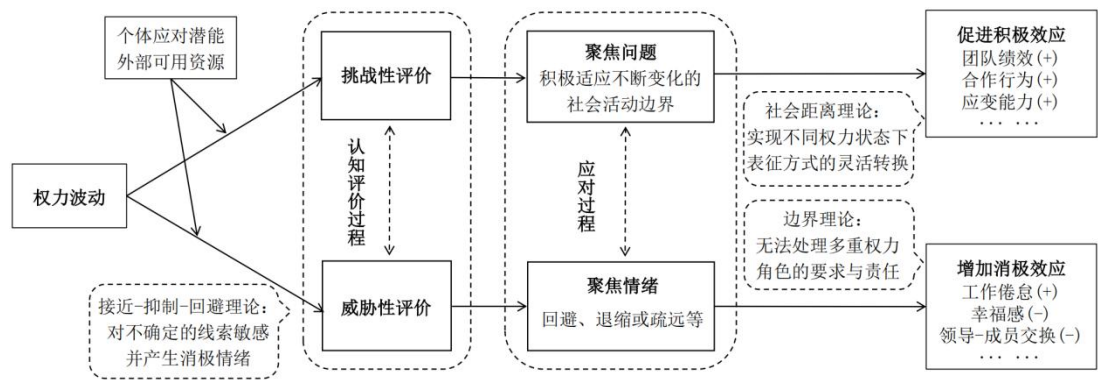 个体应对潜能
外部可用资源
权力波动
接近-抑制-回避理论：
对不确定的线索敏感
并产生消极情绪
挑战性评价
认知评价过程
威胁性评价
聚焦问题
积极适应不断变化的
社会活动边界
应对过程
聚焦情绪
回避、退缩或疏远等
社会距离理论：
实现不同权力状态下
表征方式的灵活转换
边界理论：
无法处理多重权力
角色的要求与责任
促进积极效应
团队绩效(+)
合作行为(+)
应变能力(+)
… …
增加消极效应
工作倦怠(+)
幸福感(-)
领导-成员交换(-)
… …